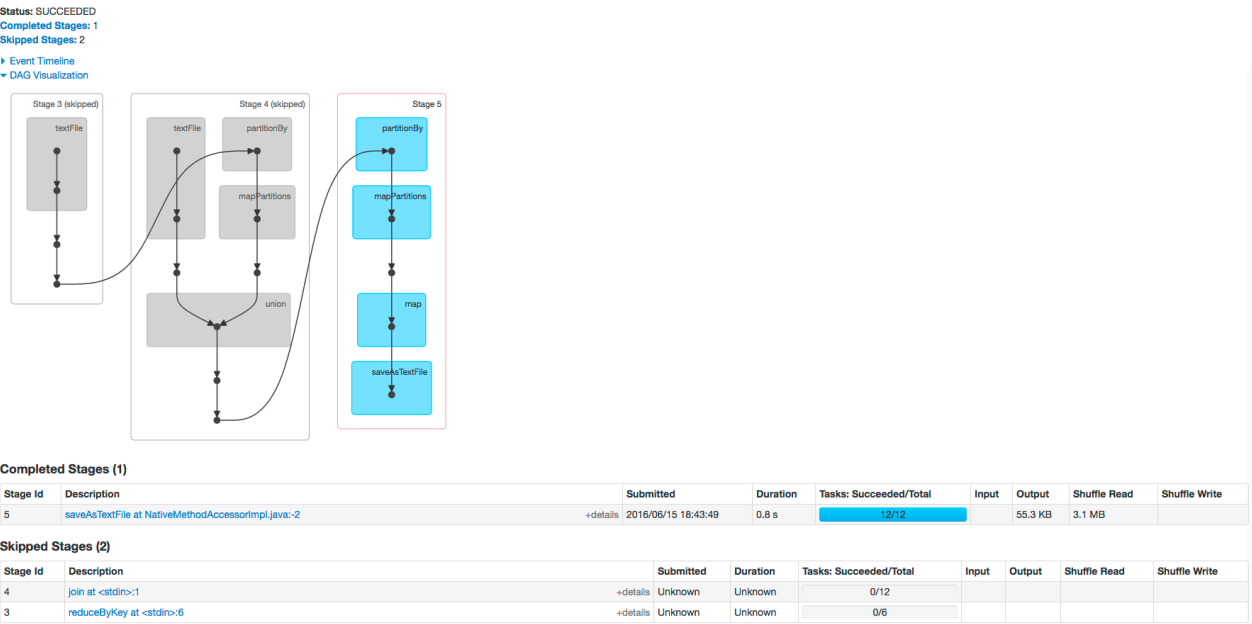 Status: SUCCEEDED
Completed Stages: 1
Skipped Stages: 2
Event Timeline
DAG Visualization
Stage 3 (skipped)
textFile
Stage 4 (skipped)
textFile
partitionBy
mapPartitions
union
Stage 5
partitionBy
mapPartitions
map
saveAsTextFile
Completed Stages (1)
Stage Id Description Submitted Duration Tasks: Succeeded/Total Input Output Shuffle Read Shuffle Write
5 saveAsTextFile at NativeMethodAccessorImpl.java:-2 +details 2016/06/15 18:43:49 0.8 s 12/12 55.3 KB 3.1 MB
Skipped Stages (2)
Stage Id Description Submitted Duration Tasks: Succeeded/Total Input Output Shuffle Read Shuffle Write
4 join at <stdin>:1 +details Unknown Unknown 0/12
3 reduceByKey at <stdin>:6 +details Unknown Unknown 0/6